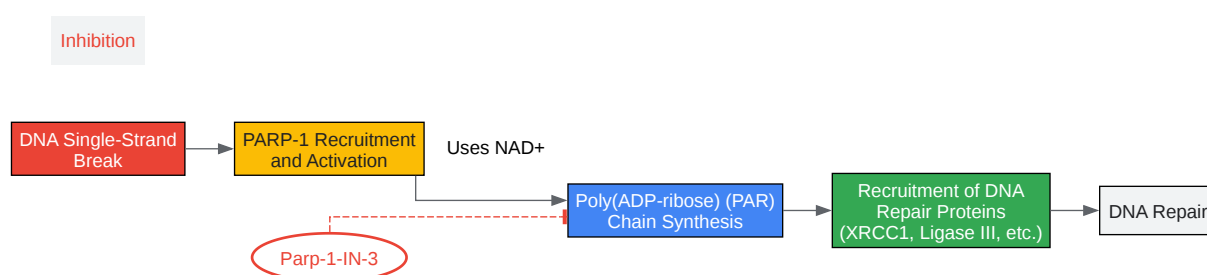 Inhibition
DNA Single-Strand
Break
PARP-1 Recruitment
and Activation
Uses NAD+
Poly(ADP-ribose) (PAR)
Chain Synthesis
Recruitment of DNA
Repair Proteins
(XRCC1, Ligase III, etc.)
DNA Repair
Parp-1-IN-3